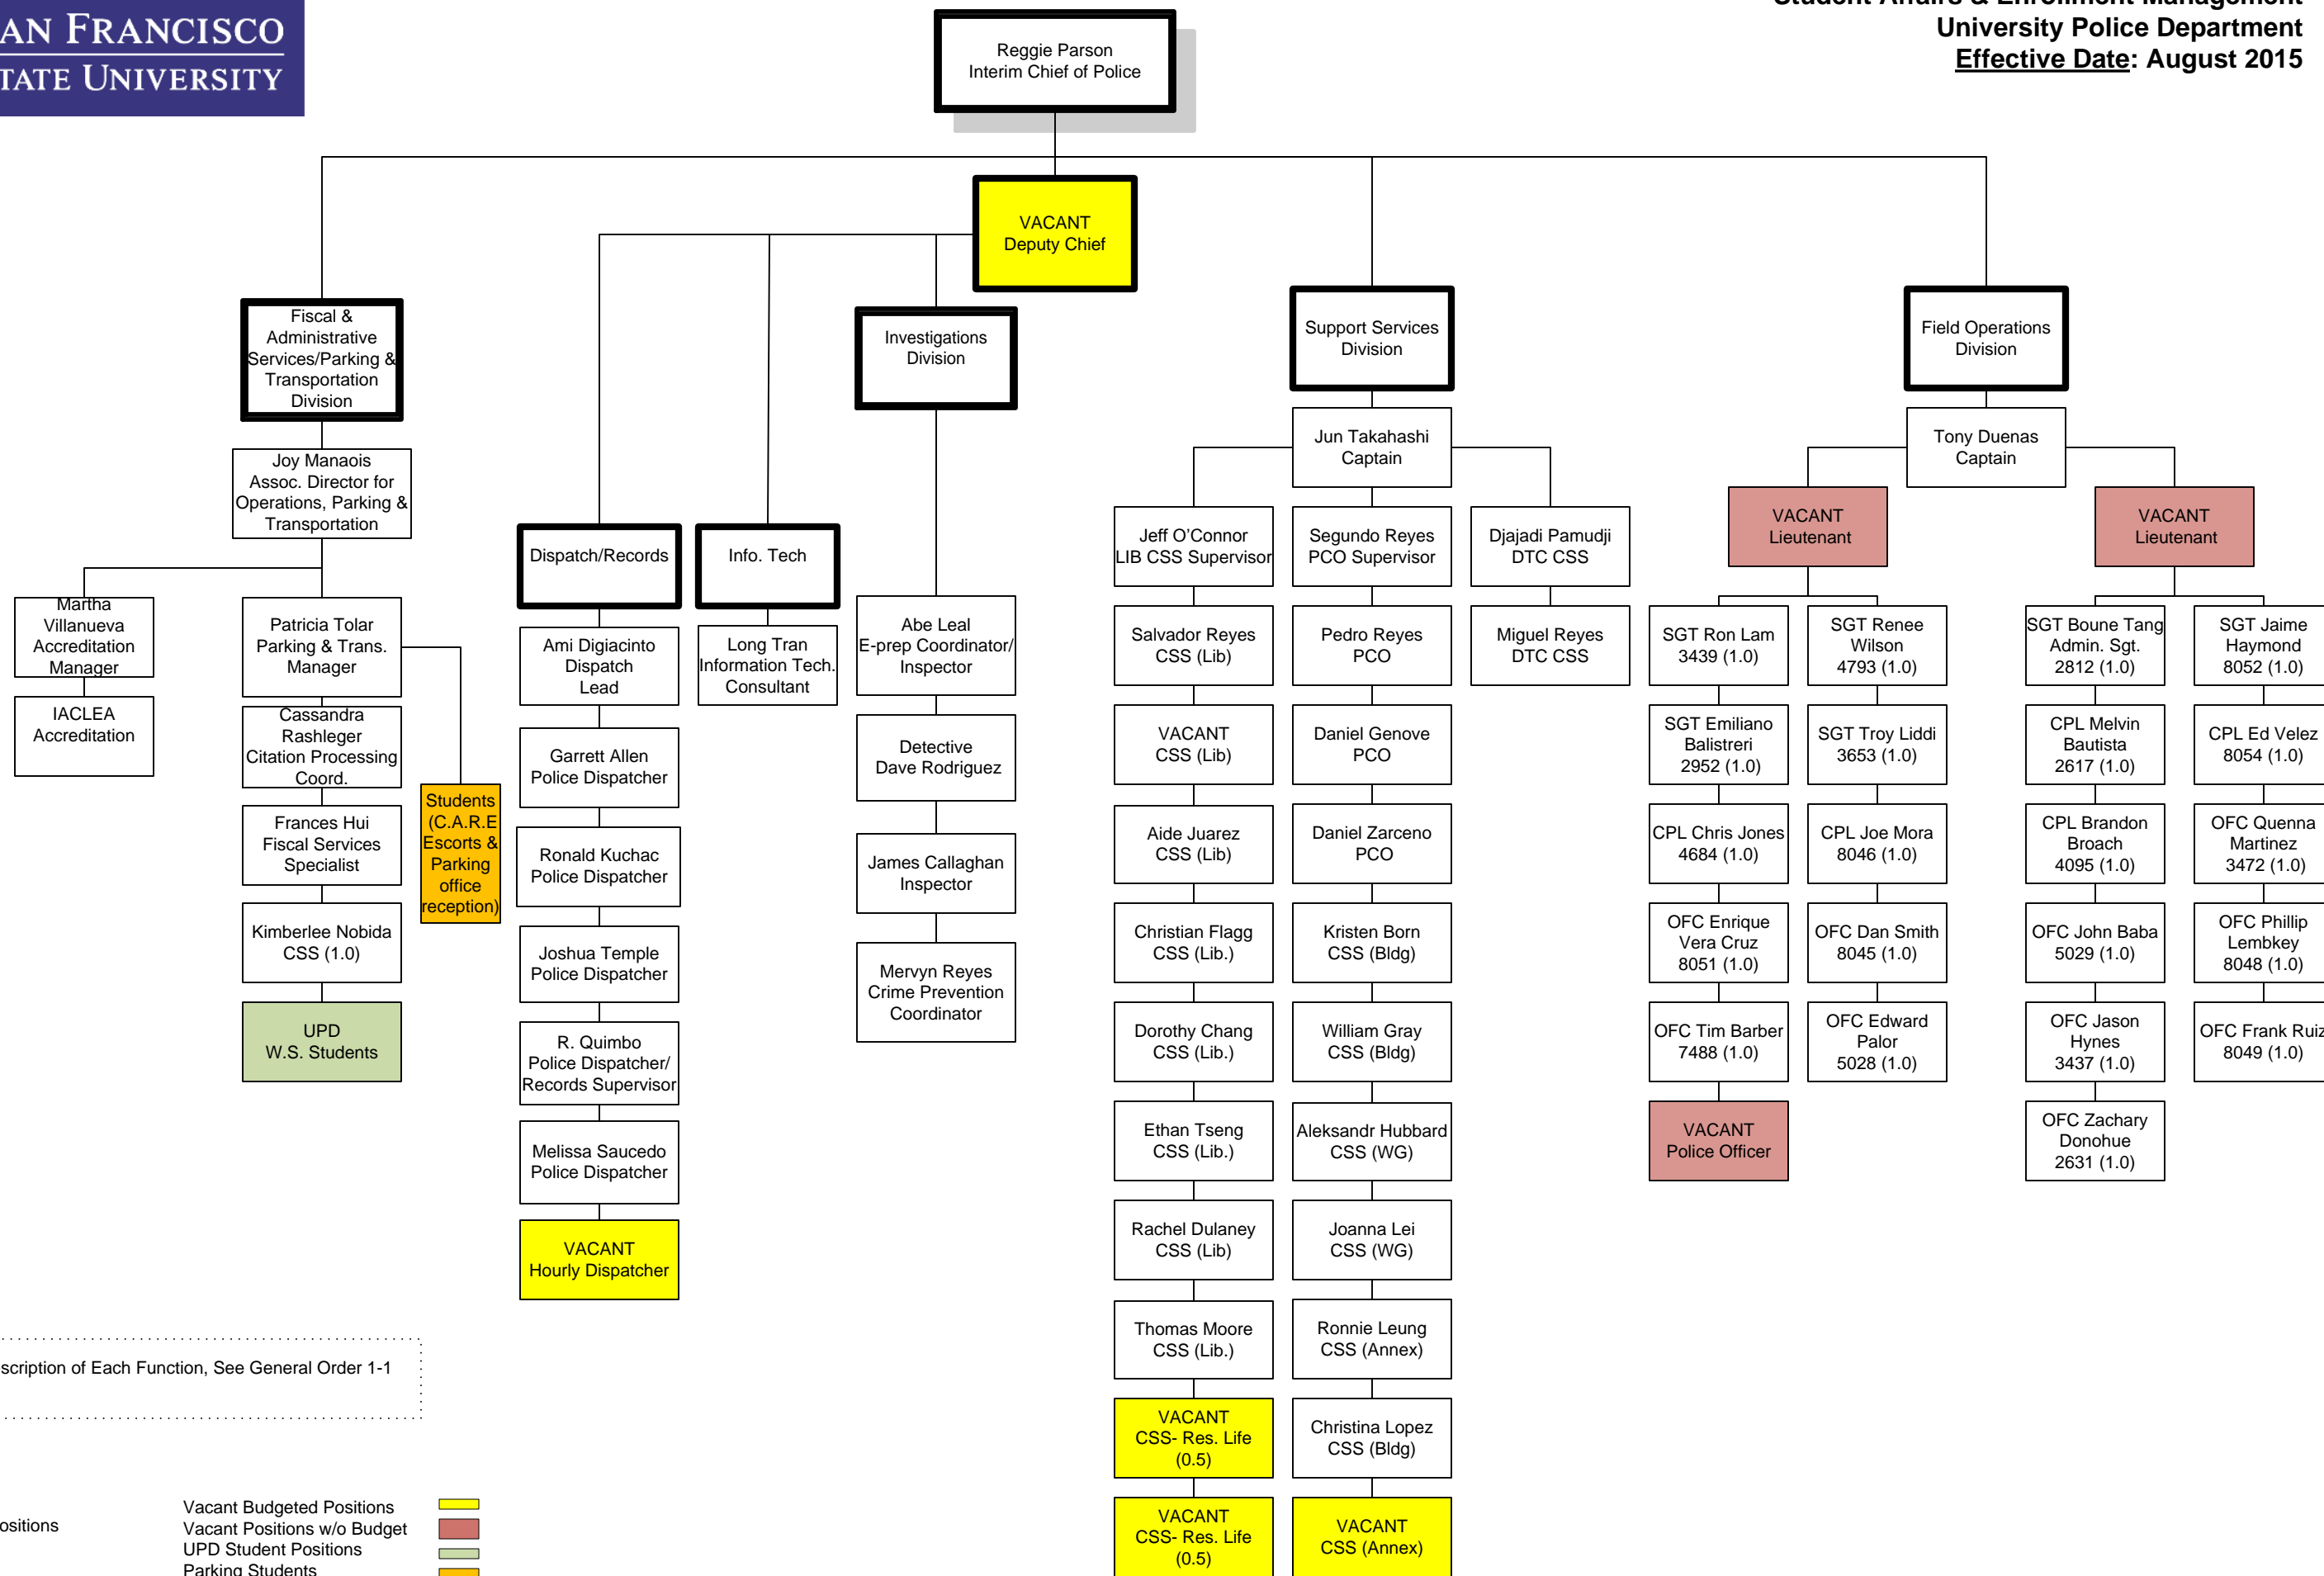 AN FRANCISCO
TATE UNIVERSITY
University Police Department
Effective Date: August 2015
Reggie Parson
Interim Chief of Police
VACANT
Deputy Chief
Fiscal &
Administrative
Services/Parking &
Transportation
Division
Investigations
Division
Support Services
Division
Field Operations
Division
Joy Manaois
Assoc. Director for
Operations, Parking &
Transportation
Martha
Villanueva
Accreditation
Manager
IACLEA
Accreditation
Patricia Tolar
Parking & Trans.
Manager
Cassandra
Rashleger
Citation Processing
Coord.
Frances Hui
Fiscal Services
Specialist
Kimberlee Nobida
CSS (1.0)
UPD
W.S. Students
Students
(C.A.R.E
Escorts &
Parking
office
reception)
Dispatch/Records
Ami Digiacinto
Dispatch
Lead
Garrett Allen
Police Dispatcher
Ronald Kuchac
Police Dispatcher
Joshua Temple
Police Dispatcher
R. Quimbo
Police Dispatcher/
Records Supervisor
Melissa Saucedo
Police Dispatcher
VACANT
Hourly Dispatcher
Info. Tech
Long Tran
Information Tech.
Consultant
Abe Leal
E-prep Coordinator/
Inspector
Detective
Dave Rodriguez
James Callaghan
Inspector
Mervyn Reyes
Crime Prevention
Coordinator
Jun Takahashi
Captain
Jeff O’Connor
LIB CSS Supervisor
Salvador Reyes
CSS (Lib)
VACANT
CSS (Lib)
Aide Juarez
CSS (Lib)
Christian Flagg
CSS (Lib.)
Dorothy Chang
CSS (Lib.)
Ethan Tseng
CSS (Lib.)
Rachel Dulaney
CSS (Lib)
Thomas Moore
CSS (Lib.)
VACANT
CSS- Res. Life
(0.5)
VACANT
CSS- Res. Life
(0.5)
Segundo Reyes
PCO Supervisor
Pedro Reyes
PCO
Daniel Genove
PCO
Daniel Zarceno
PCO
Kristen Born
CSS (Bldg)
William Gray
CSS (Bldg)
Aleksandr Hubbard
CSS (WG)
Joanna Lei
CSS (WG)
Ronnie Leung
CSS (Annex)
Christina Lopez
CSS (Bldg)
VACANT
CSS (Annex)
Djajadi Pamudji
DTC CSS
Miguel Reyes
DTC CSS
Tony Duenas
Captain
VACANT
Lieutenant
VACANT
Lieutenant
SGT Ron Lam
3439 (1.0)
SGT Emiliano
Balistreri
2952 (1.0)
CPL Chris Jones
4684 (1.0)
OFC Enrique
Vera Cruz
8051 (1.0)
OFC Tim Barber
7488 (1.0)
VACANT
Police Officer
SGT Renee
Wilson
4793 (1.0)
SGT Troy Liddi
3653 (1.0)
CPL Joe Mora
8046 (1.0)
OFC Dan Smith
8045 (1.0)
OFC Edward
Palor
5028 (1.0)
SGT Boune Tang
Admin. Sgt.
2812 (1.0)
CPL Melvin
Bautista
2617 (1.0)
CPL Brandon
Broach
4095 (1.0)
OFC John Baba
5029 (1.0)
OFC Jason
Hynes
3437 (1.0)
OFC Zachary
Donohue
2631 (1.0)
SGT Jaime
Haymond
8052 (1.0)
CPL Ed Velez
8054 (1.0)
OFC Quenna
Martinez
3472 (1.0)
OFC Phillip
Lembkey
8048 (1.0)
OFC Frank Ruiz
8049 (1.0)
scription of Each Function, See General Order 1-1
ositions
Vacant Budgeted Positions
Vacant Positions w/o Budget
UPD Student Positions
Parking Students